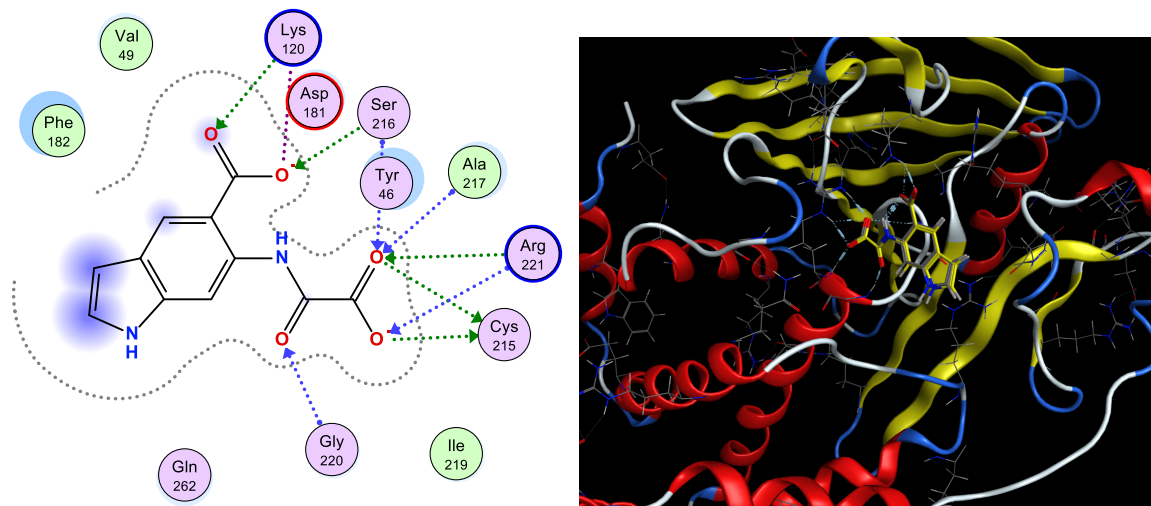 Val
49
Lys
120
Asp
181
Ser
216
Phe
182
Tyr
46
Ala
217
Arg
221
Cys
215
Gly
220
Ile
219
Gln
262
O
O-
N
H
O
O
O-
N
H